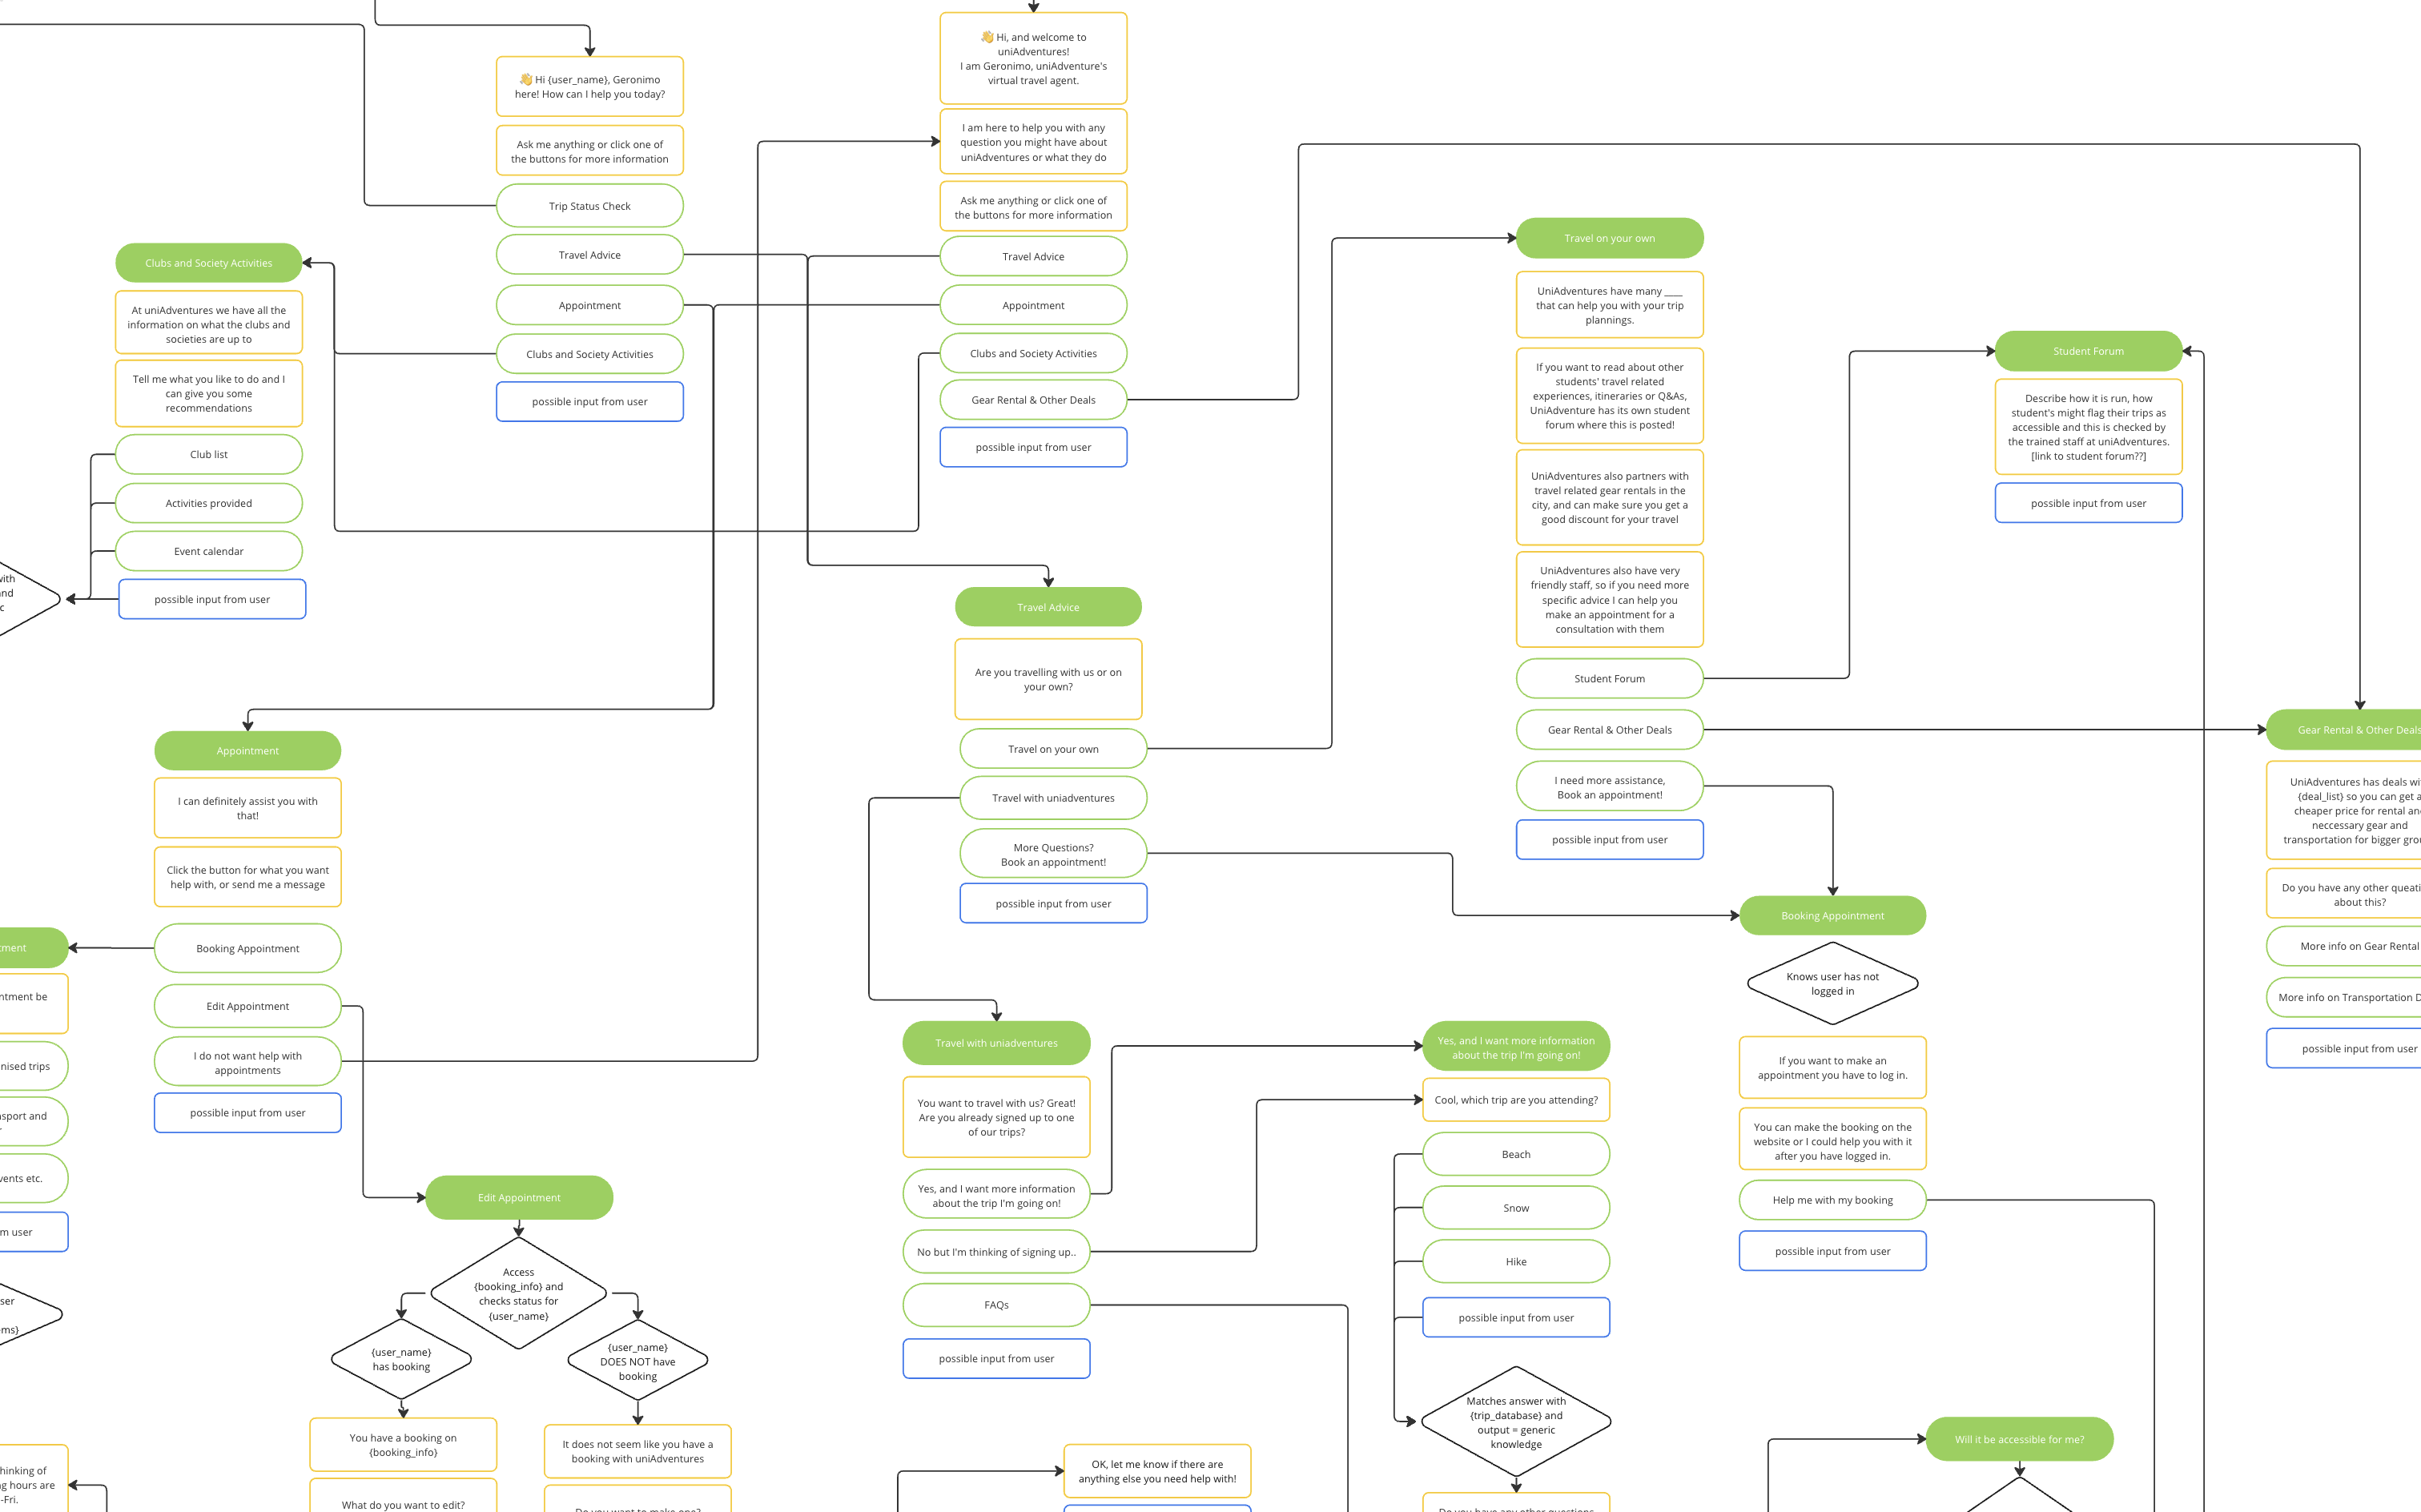 👋 Hi {user_name}, Geronimo
here! How can I help you today?
Ask me anything or click one of
the buttons for more information
Trip Status Check
Travel Advice
Appointment
Clubs and Society Activities
possible input from user
👋 Hi, and welcome to
uniAdventures!
I am Geronimo, uniAdventure's
virtual travel agent.
I am here to help you with any
question you might have about
uniAdventures or what they do
Ask me anything or click one of
the buttons for more information
Travel Advice
Appointment
Clubs and Society Activities
Gear Rental & Other Deals
possible input from user
Clubs and Society Activities
At uniAdventures we have all the
information on what the clubs and
societies are up to
Tell me what you like to do and I
can give you some
recommendations
Club list
Activities provided
Event calendar
possible input from user
Travel on your own
UniAdventures have many ____
that can help you with your trip
plannings.
If you want to read about other
students' travel related
experiences, itineraries or Q&As,
UniAdventure has its own student
forum where this is posted!
UniAdventures also partners with
travel related gear rentals in the
city, and can make sure you get a
good discount for your travel
UniAdventures also have very
friendly staff, so if you need more
specific advice I can help you
make an appointment for a
consultation with them
Student Forum
Gear Rental & Other Deals
I need more assistance,
Book an appointment!
possible input from user
Student Forum
Describe how it is run, how
student's might flag their trips as
accessible and this is checked by
the trained staff at uniAdventures.
[link to student forum??]
possible input from user
Travel Advice
Are you travelling with us or on
your own?
Travel on your own
Travel with uniadventures
More Questions?
Book an appointment!
possible input from user
Gear Rental & Other Deals
UniAdventures has deals
{deal_list} so you can get
cheaper price for rental
neccessary gear and
transportation for bigger
Do you have any other
about this?
More info on Gear Rental
More info on Transportation
possible input from user
Appointment
I can definitely assist you with
that!
Click the button for what you want
help with, or send me a message
Booking Appointment
Edit Appointment
I do not want help with
appointments
possible input from user
be
trips
and
etc.
user
Booking Appointment
Knows user has not
logged in
If you want to make an
appointment you have to log in.
You can make the booking on the
website or I could help you with it
after you have logged in.
Help me with my booking
possible input from user
Travel with uniadventures
You want to travel with us? Great!
Are you already signed up to one
of our trips?
Yes, and I want more information
about the trip I'm going on!
No but I'm thinking of signing up..
FAQs
possible input from user
Yes, and I want more information
about the trip I'm going on!
Cool, which trip are you attending?
Beach
Snow
Hike
possible input from user
Matches answer with
{trip_database} and
output = generic
knowledge
Do you have any other questions
Edit Appointment
Access
{booking_info} and
checks status for
{user_name}
{user_name}
has booking
{user_name}
DOES NOT have
booking
You have a booking on
{booking_info}
What do you want to edit?
It does not seem like you have a
booking with uniAdventures
Do you want to make one?
of
hours are
-Fri.
OK, let me know if there are
anything else you need help with!
Will it be accessible for me?